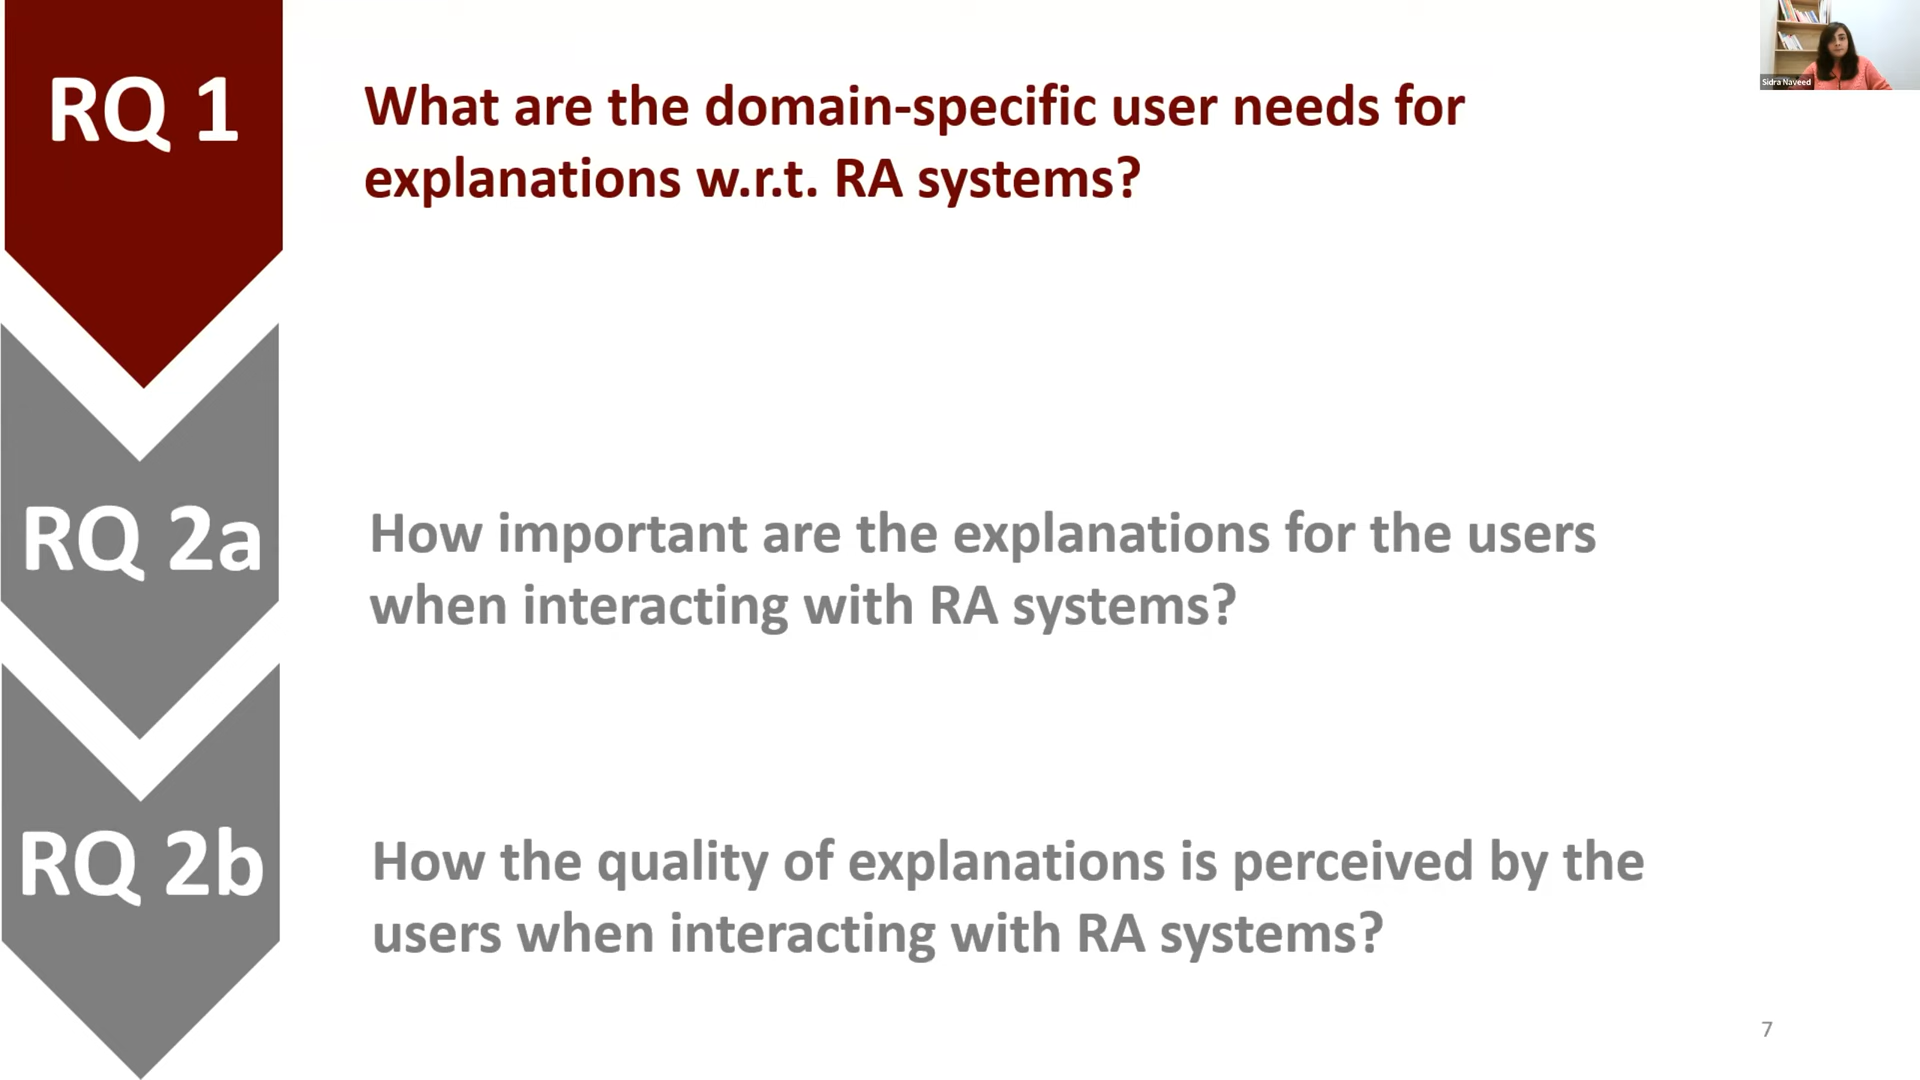 RQ 1
What are the domain-specific user needs for
explanations w.r.t. RA systems?
Sidra Naveed
RQ 2a
How important are the explanations for the users
when interacting with RA systems?
RQ 2b
How the quality of explanations is perceived by the
users when interacting with RA systems?
7